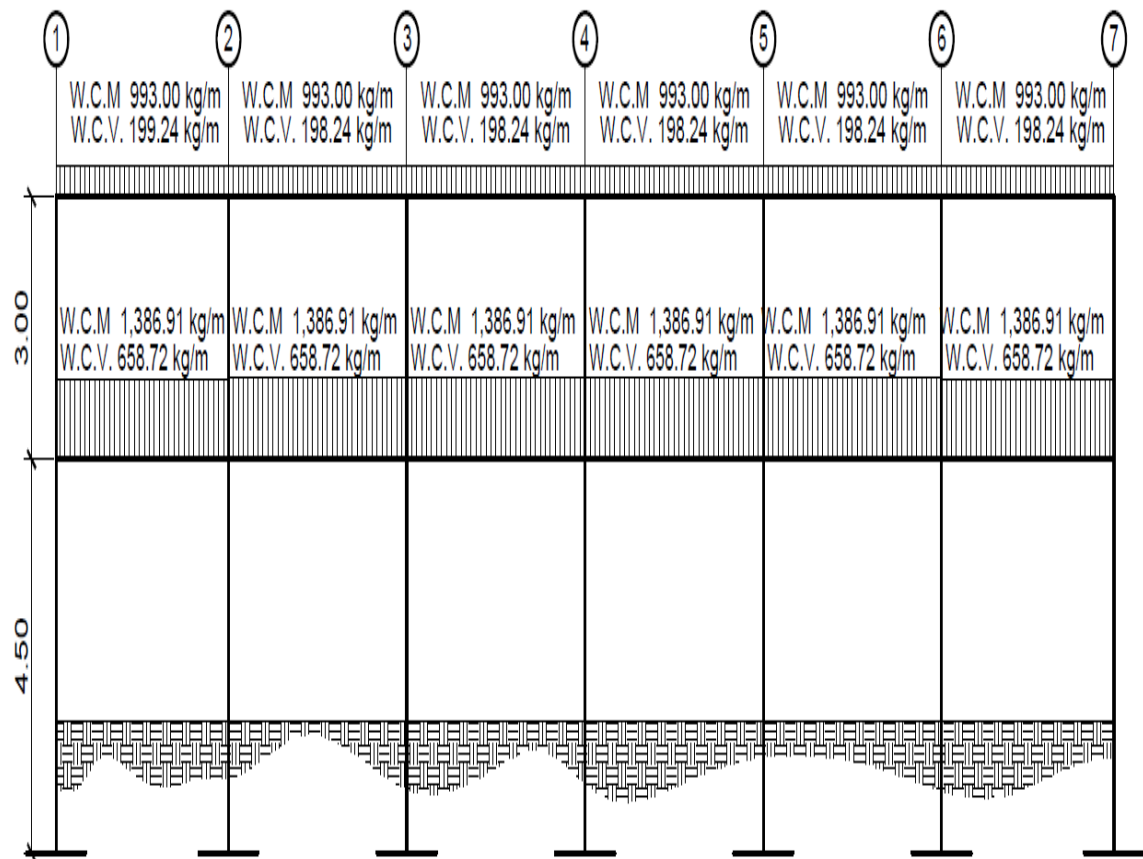 1 2 3 4 5 6 7
W.C.M 993.00 kg/m W.C.M 993.00 kg/m W.C.M 993.00 kg/m W.C.M 993.00 kg/m W.C.M 993.00 kg/m W.C.M 993.00 kg/m
W.C.V. 199.24 kg/m W.C.V. 198.24 kg/m W.C.V. 198.24 kg/m W.C.V. 198.24 kg/m W.C.V. 198.24 kg/m W.C.V. 198.24 kg/m
3.00
W.C.M 1,386.91 kg/m W.C.M 1,386.91 kg/m W.C.M 1,386.91 kg/m W.C.M 1,386.91 kg/m W.C.M 1,386.91 kg/m W.C.M 1,386.91 kg/m
W.C.V. 658.72 kg/m W.C.V. 658.72 kg/m W.C.V. 658.72 kg/m W.C.V. 658.72 kg/m W.C.V. 658.72 kg/m W.C.V. 658.72 kg/m
4.50